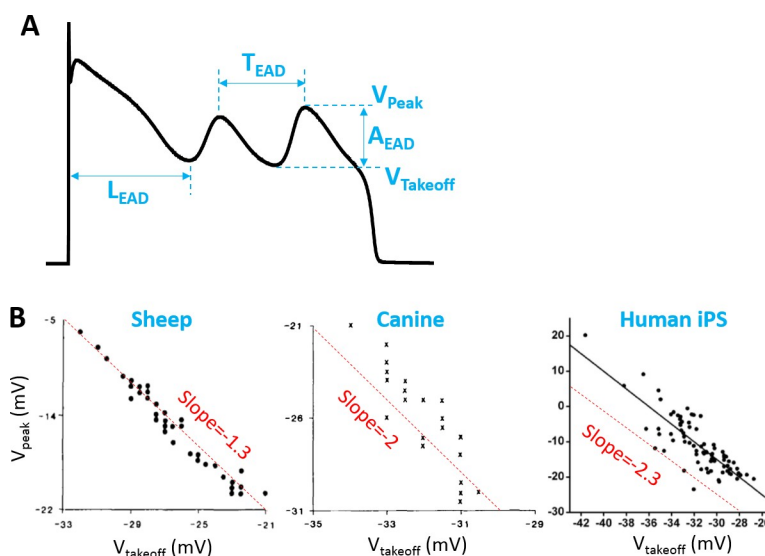 A
T_EAD
V_Peak
A_EAD
V_Takeoff
L_EAD
B
Sheep
Canine
Human iPS
V_peak (mV)
-5
-14
-22
-33
-29
-25
-21
Slope=-1.3
V_takeoff (mV)
-21
-26
-31
-35
-33
-31
-29
Slope=-2
V_takeoff (mV)
20
10
0
-10
-20
-30
-42
-40
-38
-36
-34
-32
-30
-28
-26
Slope=-2.3
V_takeoff (mV)